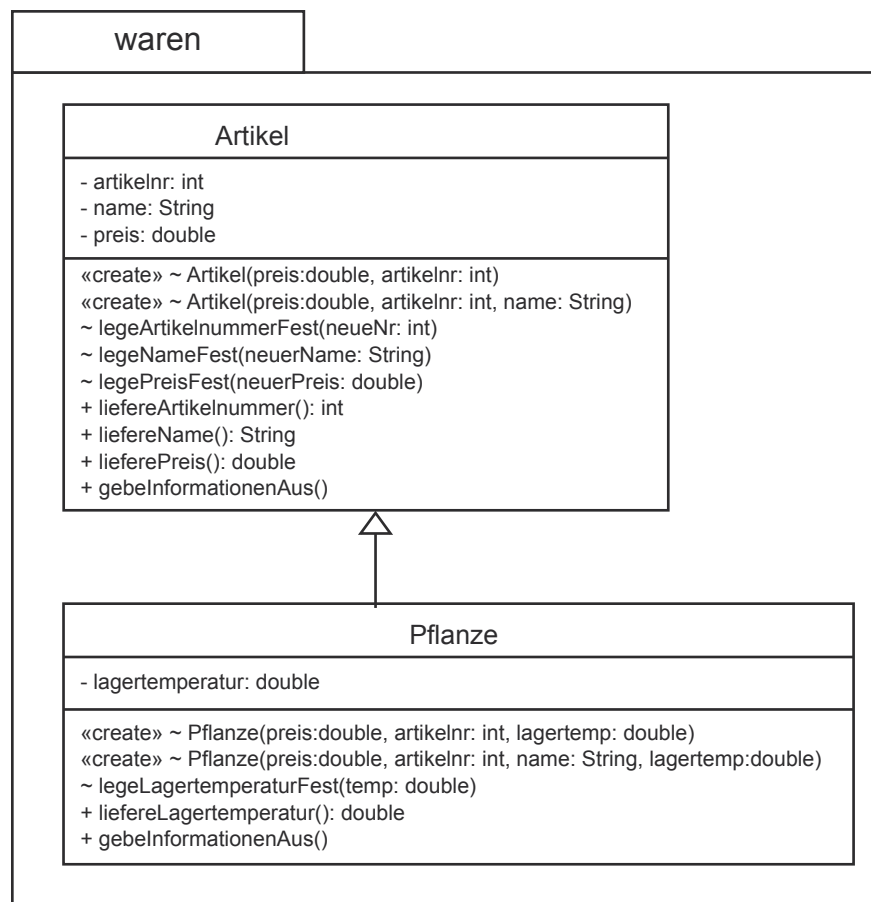 waren
Artikel
- artikelnr: int
- name: String
- preis: double
«create» ~ Artikel(preis:double, artikelnr: int)
«create» ~ Artikel(preis:double, artikelnr: int, name: String)
~ legeArtikelnummerFest(neueNr: int)
~ legeNameFest(neuerName: String)
~ legePreisFest(neuerPreis: double)
+ liefereArtikelnummer(): int
+ liefereName(): String
+ lieferePreis(): double
+ gebeInformationenAus()
Pflanze
- lagertemperatur: double
«create» ~ Pflanze(preis:double, artikelnr: int, lagertemp: double)
«create» ~ Pflanze(preis:double, artikelnr: int, name: String, lagertemp:double)
~ legeLagertemperaturFest(temp: double)
+ liefereLagertemperatur(): double
+ gebeInformationenAus()